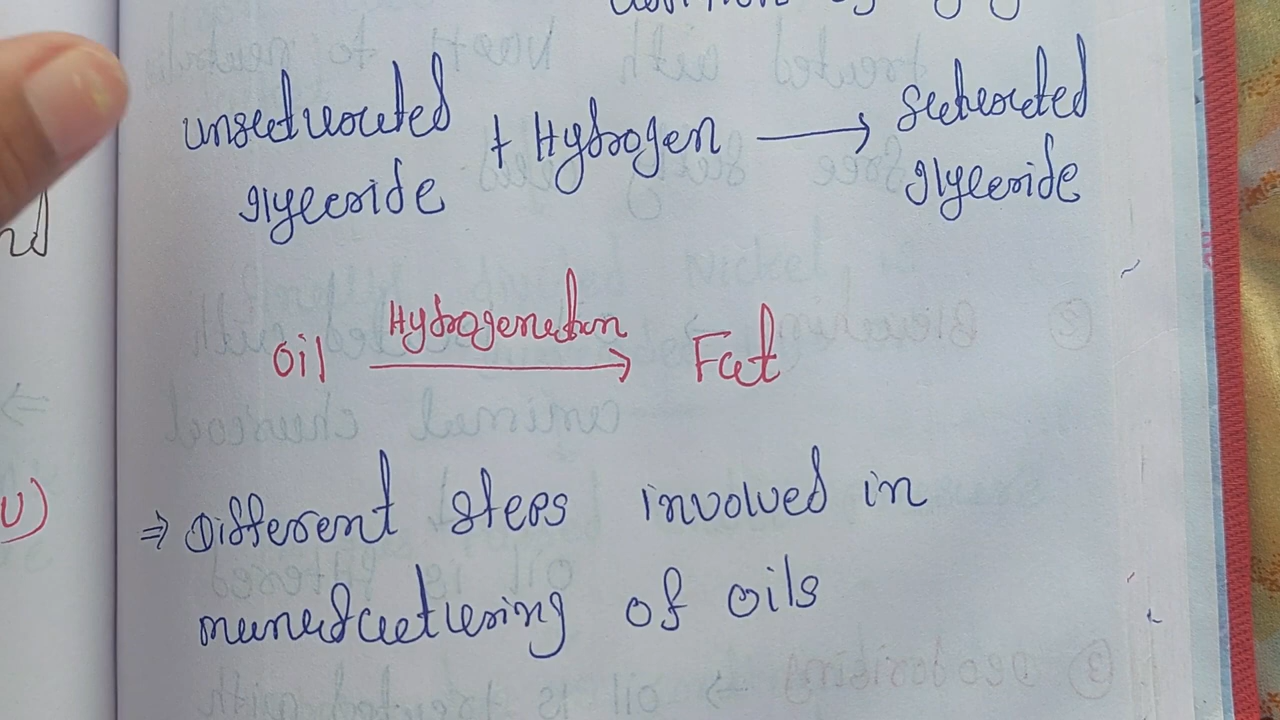 unsaturated
glyceride + Hydrogen → saturated
glyceride
Oil Hydrogenation → Fat
⇒ Different steps involved in
manufacturing of oils